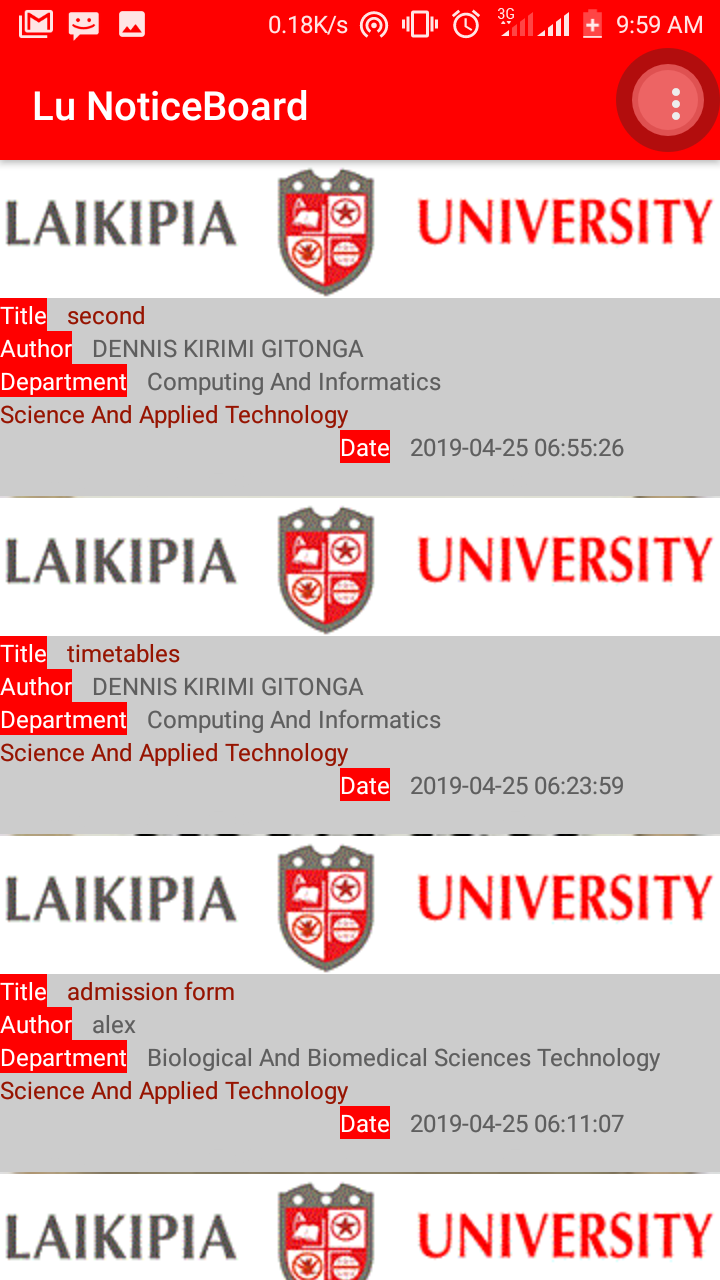 0.18K/s 3G 9:59 AM
Lu NoticeBoard
LAIKIPIA UNIVERSITY
Title second
Author DENNIS KIRIMI GITONGA
Department Computing And Informatics
Science And Applied Technology
Date 2019-04-25 06:55:26
LAIKIPIA UNIVERSITY
Title timetables
Author DENNIS KIRIMI GITONGA
Department Computing And Informatics
Science And Applied Technology
Date 2019-04-25 06:23:59
LAIKIPIA UNIVERSITY
Title admission form
Author alex
Department Biological And Biomedical Sciences Technology
Science And Applied Technology
Date 2019-04-25 06:11:07
LAIKIPIA UNIVERSITY